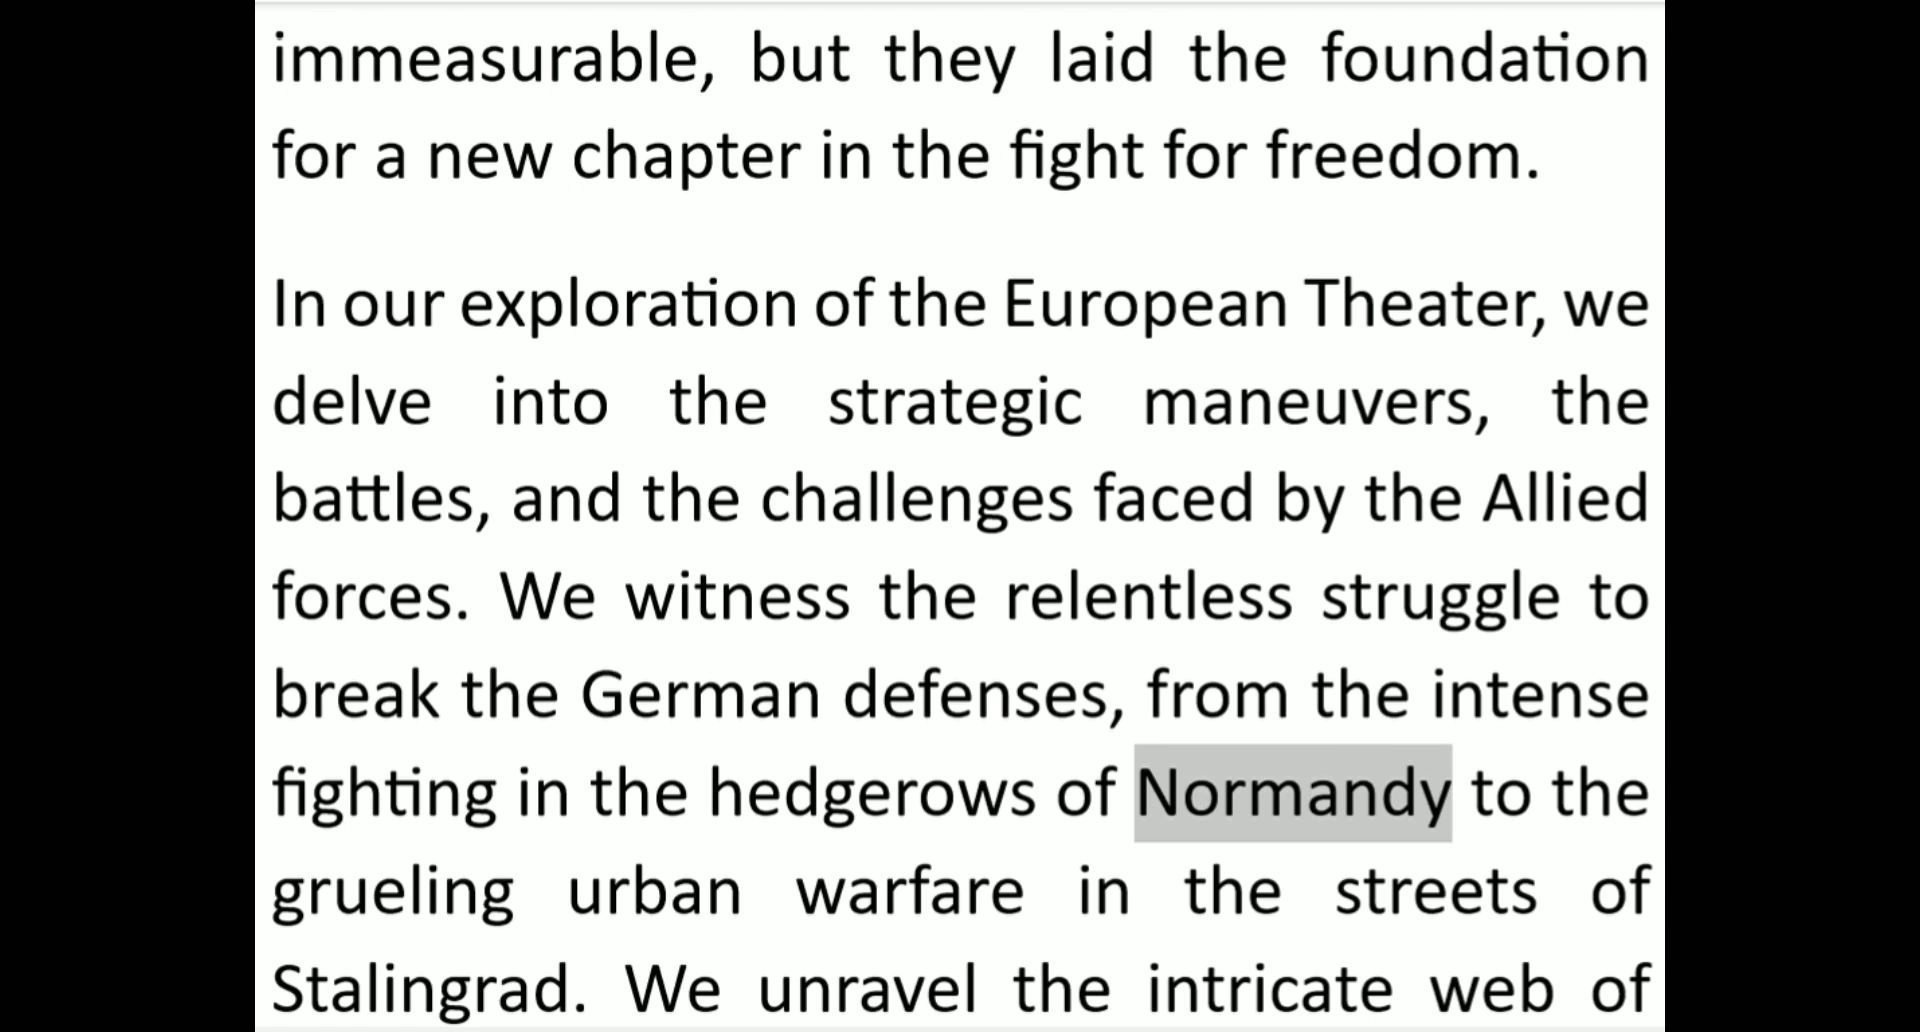 immeasurable, but they laid the foundation
for a new chapter in the fight for freedom.
In our exploration of the European Theater, we
delve into the strategic maneuvers, the
battles, and the challenges faced by the Allied
forces. We witness the relentless struggle to
break the German defenses, from the intense
fighting in the hedgerows of Normandy to the
grueling urban warfare in the streets of
Stalingrad. We unravel the intricate web of